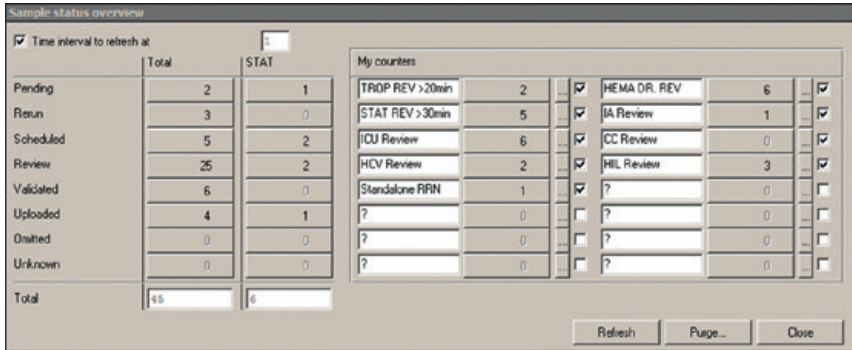 Sample status overview
Time interval to refresh at 1
Total STAT My counters
Pending 2 1 TROP REV >20min 2 ... HEMA DR. REV 6 ...
Rerun 3 0 STAT REV >30min 5 ... IA Review 1 ...
Scheduled 5 2 ICU Review 6 ... CC Review 0 ...
Review 25 2 HCV Review 2 ... HIL Review 3 ...
Validated 6 0 Standalone RRN 1 ... ? 0 ...
Uploaded 4 1 ? 0 ... ? 0 ...
Omitted 0 0 ? 0 ... ? 0 ...
Unknown 0 0 ? 0 ... ? 0 ...
Total 45 6
Refresh Purge... Close